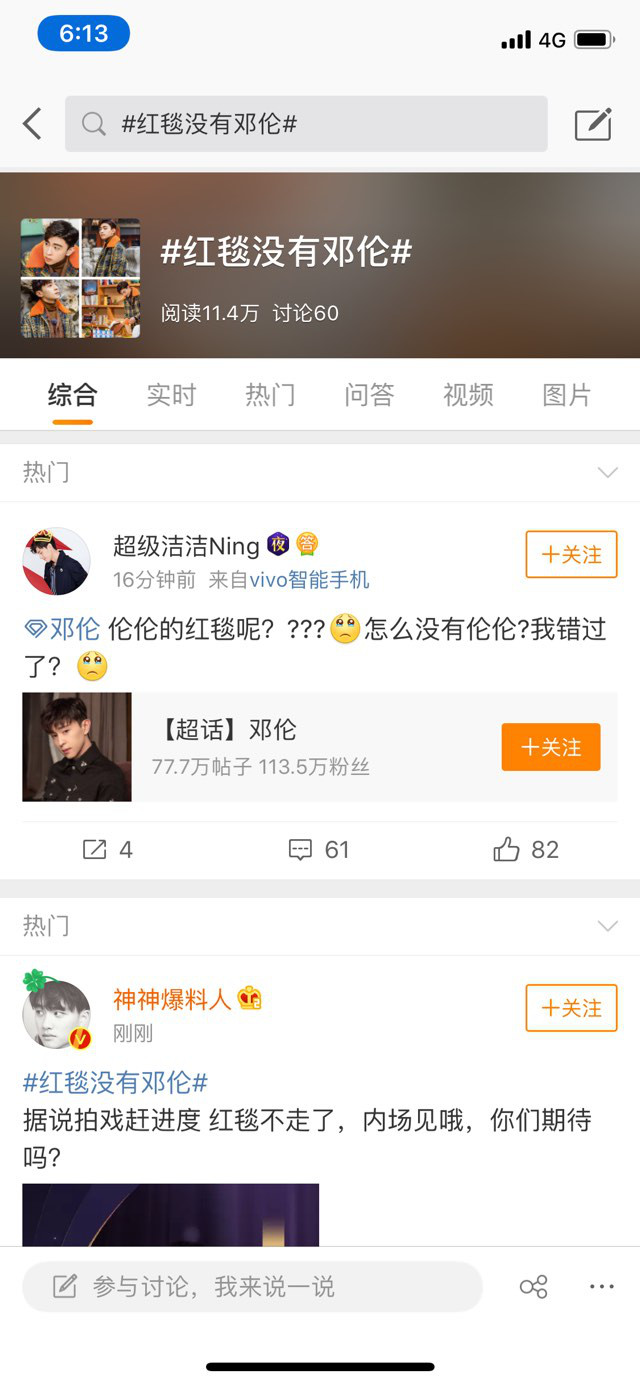 6:13
4G
#红毯没有邓伦#
#红毯没有邓伦#
阅读11.4万 讨论60
综合 实时 热门 问答 视频 图片
热门
超级洁洁Ning 夜 答
十关注
16分钟前 来自vivo智能手机
邓伦 伦伦的红毯呢？???怎么没有伦伦?我错过
了？
【超话】邓伦
77.7万帖子 113.5万粉丝
十关注
4 61 82
热门
神神爆料人
十关注
刚刚
#红毯没有邓伦#
据说拍戏赶进度 红毯不走了，内场见哦，你们期待
吗?
参与讨论，我来说一说